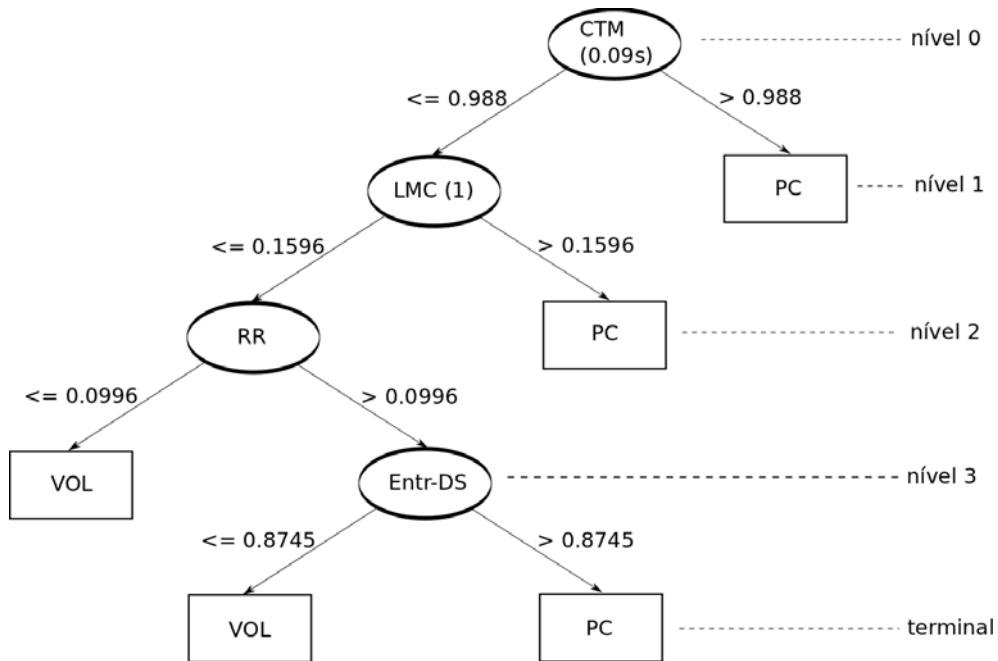 CTM
(0.09s)
nível 0
<= 0.988
> 0.988
LMC (1)
PC
nível 1
<= 0.1596
> 0.1596
RR
PC
nível 2
<= 0.0996
> 0.0996
VOL
Entr-DS
nível 3
<= 0.8745
> 0.8745
VOL
PC
terminal